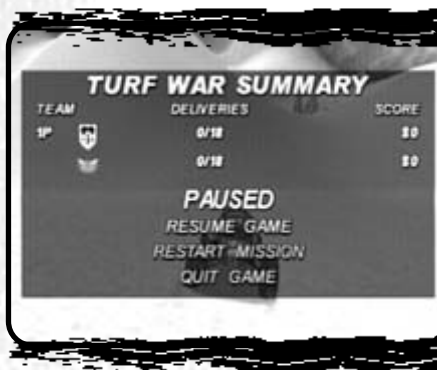 TURF WAR SUMMARY
TEAM DELIVERIES SCORE
1P 0/18 $0
0/18 $0
PAUSED
RESUME GAME
RESTART MISSION
QUIT GAME